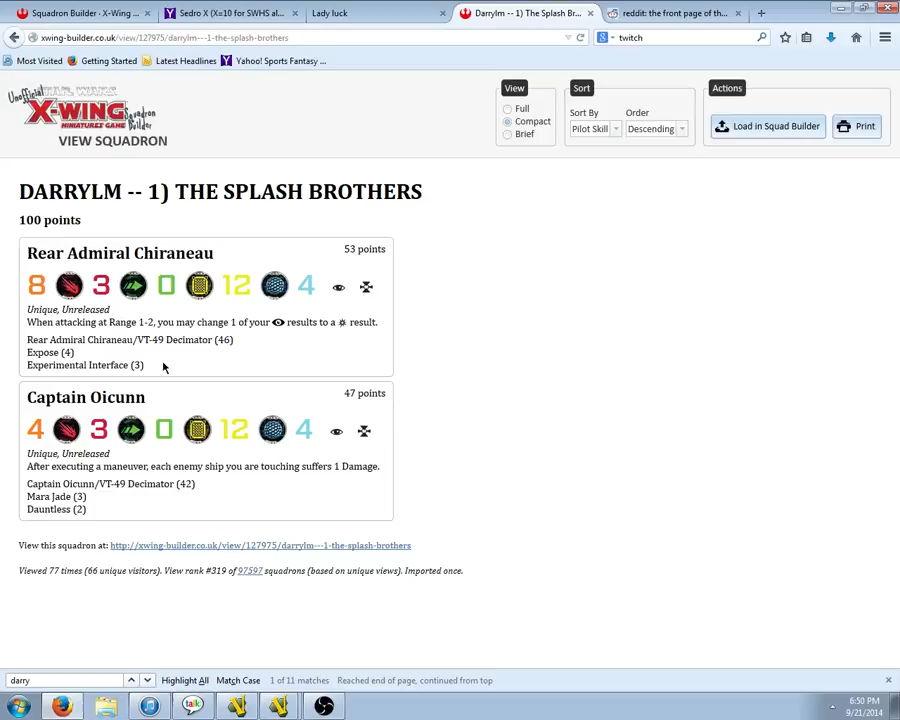 Squadron Builder - X-Wing ...
Sedro X (X=10 for SWHS al...
Lady luck
Darrylm -- 1) The Splash Br...
reddit: the front page of th...
xwing-builder.co.uk/view/127975/darrylm---1-the-splash-brothers
twitch
Most Visited
Getting Started
Latest Headlines
Yahoo! Sports Fantasy ...
Unofficial
STAR WARS
X-WING
MINIATURES GAME
Squadron
Builder
VIEW SQUADRON
View
Full
Compact
Brief
Sort
Sort By
Order
Pilot Skill
Descending
Actions
Load in Squad Builder
Print
DARRYLM -- 1) THE SPLASH BROTHERS
100 points
Rear Admiral Chiraneau
53 points
8 3 0 12 4
Unique, Unreleased
When attacking at Range 1-2, you may change 1 of your results to a result.
Rear Admiral Chiraneau/VT-49 Decimator (46)
Expose (4)
Experimental Interface (3)
Captain Oicunn
47 points
4 3 0 12 4
Unique, Unreleased
After executing a maneuver, each enemy ship you are touching suffers 1 Damage.
Captain Oicunn/VT-49 Decimator (42)
Mara Jade (3)
Dauntless (2)
View this squadron at: http://xwing-builder.co.uk/view/127975/darrylm---1-the-splash-brothers
Viewed 77 times (66 unique visitors). View rank #319 of 97597 squadrons (based on unique views). Imported once.
darry
Highlight All
Match Case
1 of 11 matches
Reached end of page, continued from top
talk
6:50 PM
9/21/2014